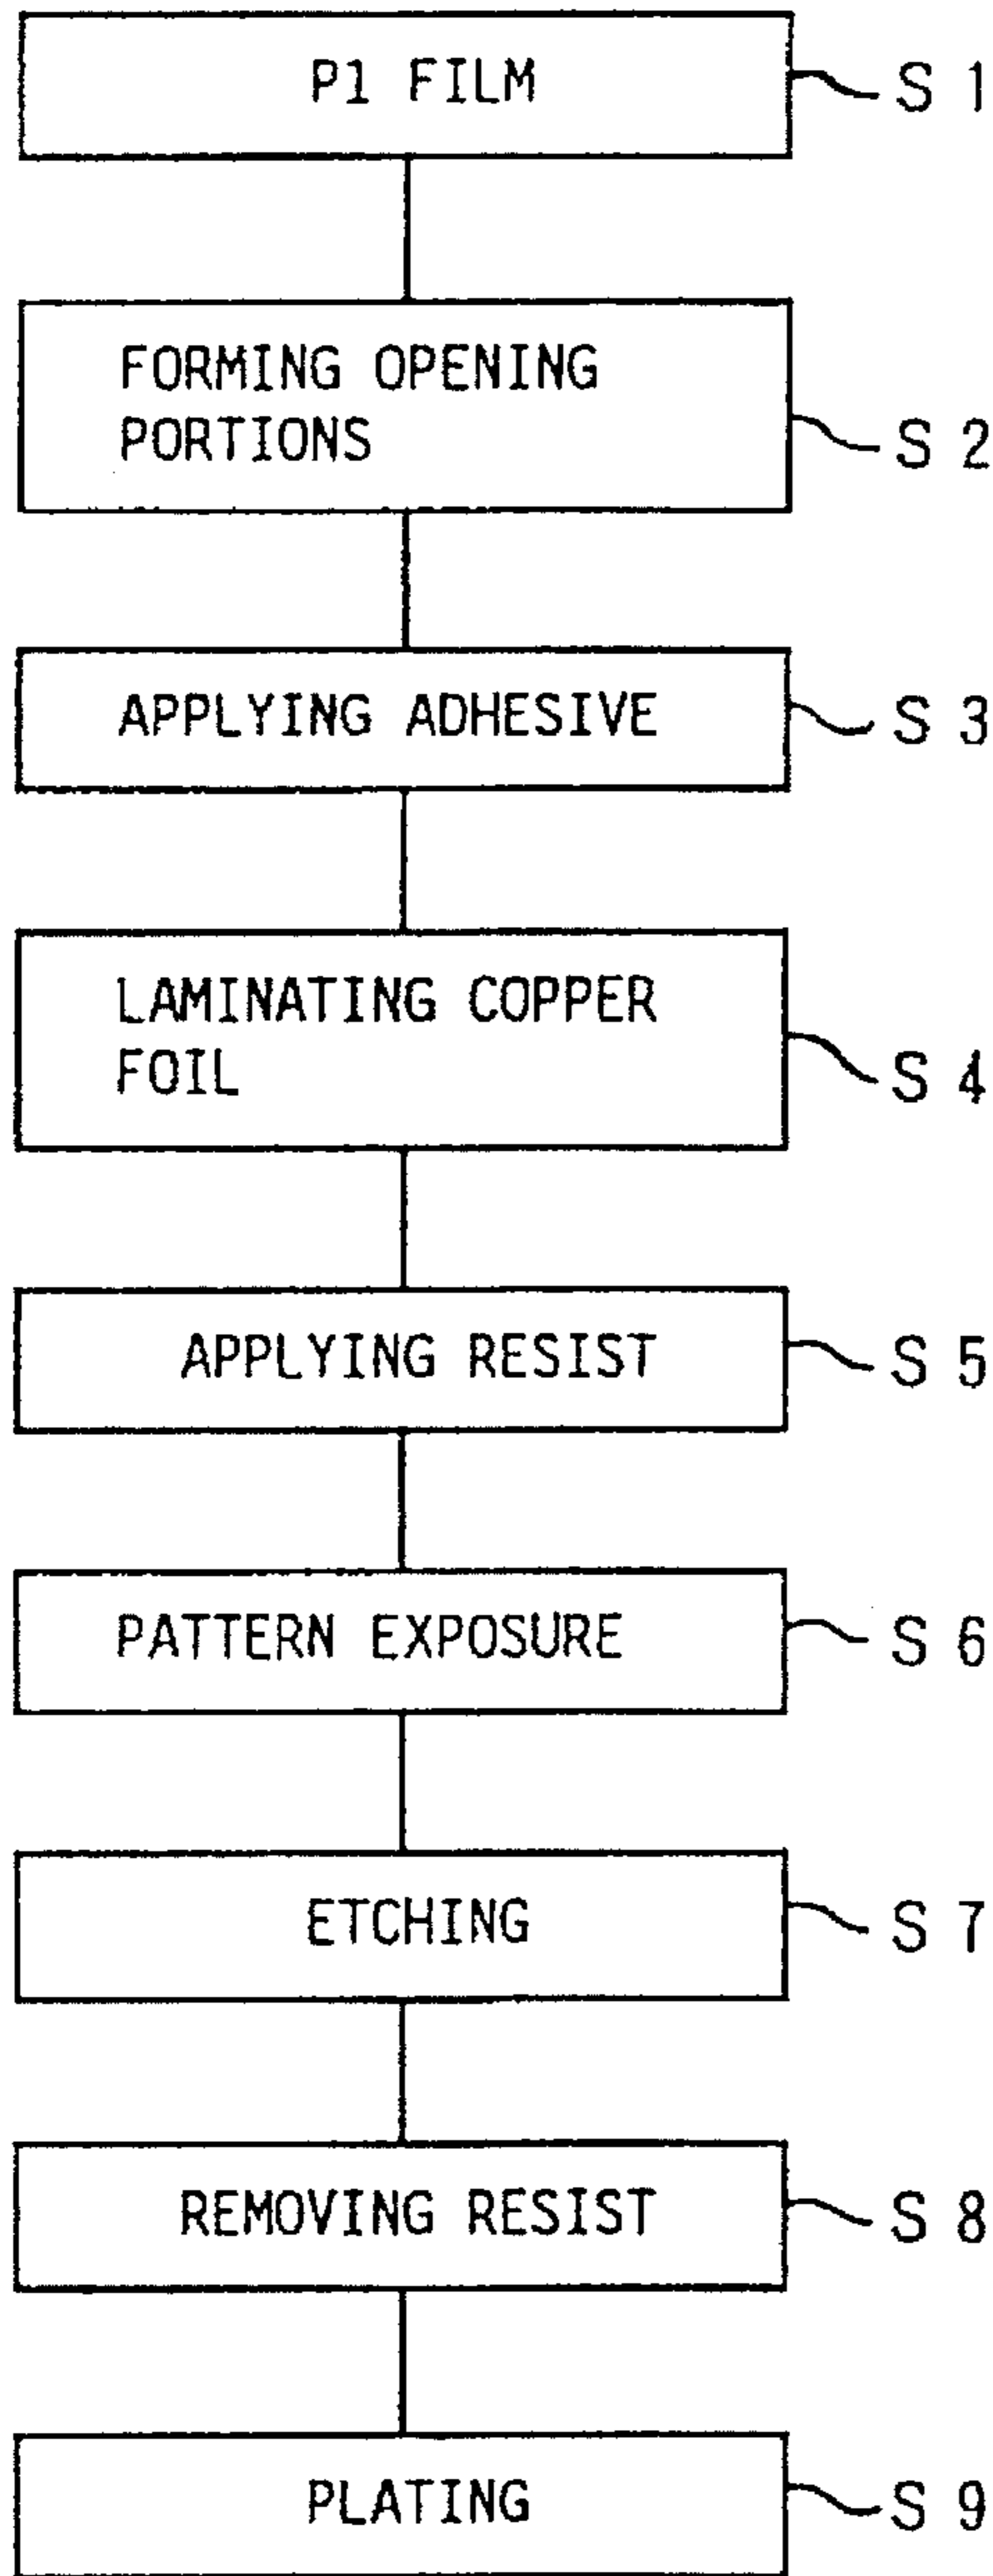 P1 FILM
S 1
FORMING OPENING
PORTIONS
S 2
APPLYING ADHESIVE
S 3
LAMINATING COPPER
FOIL
S 4
APPLYING RESIST
S 5
PATTERN EXPOSURE
S 6
ETCHING
S 7
REMOVING RESIST
S 8
PLATING
S 9